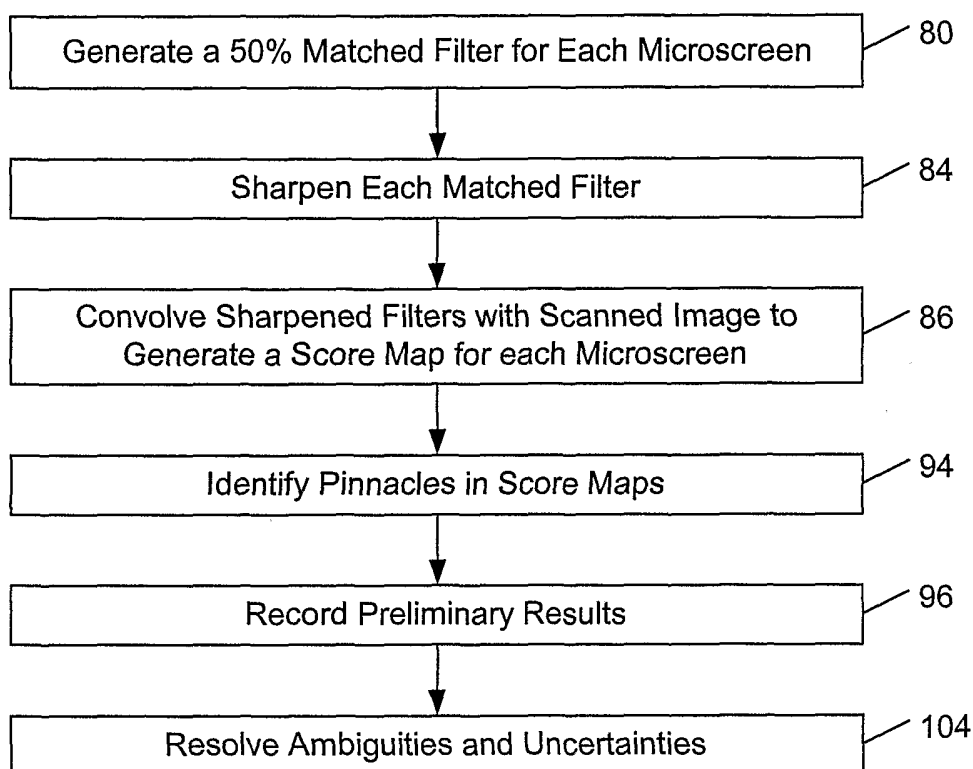 Generate a 50% Matched Filter for Each Microscreen
80
Sharpen Each Matched Filter
84
Convolve Sharpened Filters with Scanned Image to
Generate a Score Map for each Microscreen
86
Identify Pinnacles in Score Maps
94
Record Preliminary Results
96
Resolve Ambiguities and Uncertainties
104